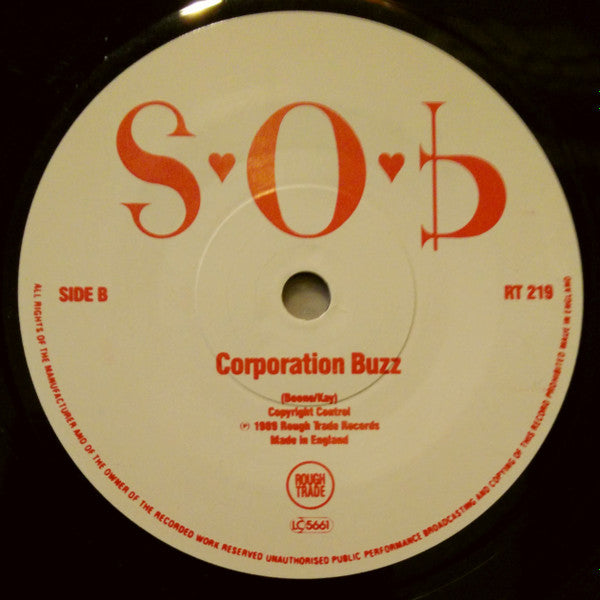 S♥O♥b
SIDE B
RT 219
Corporation Buzz
(Boone/Kay)
Copyright Control
℗ 1989 Rough Trade Records
Made in England
ROUGH
TRADE
LC 5661
ALL RIGHTS OF THE MANUFACTURER AND OF THE OWNER OF THE RECORDED WORK RESERVED UNAUTHORISED PUBLIC PERFORMANCE BROADCASTING AND COPYING OF THIS RECORD PROHIBITED MADE IN ENGLAND